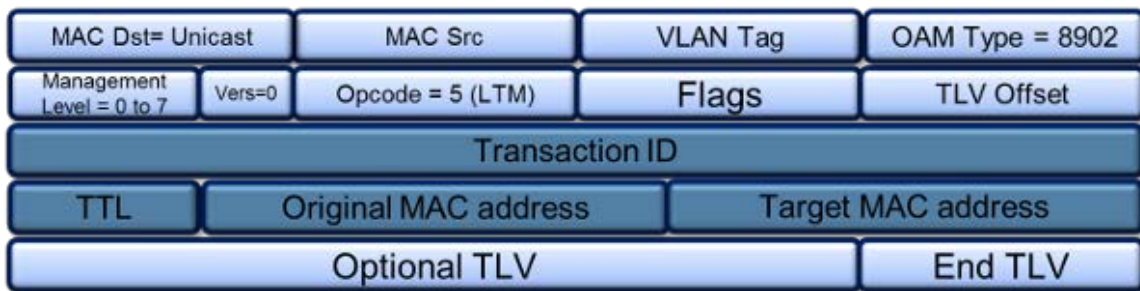 MAC Dst= Unicast MAC Src VLAN Tag OAM Type = 8902
Management
Level = 0 to 7 Vers=0 Opcode = 5 (LTM) Flags TLV Offset
Transaction ID
TTL Original MAC address Target MAC address
Optional TLV End TLV